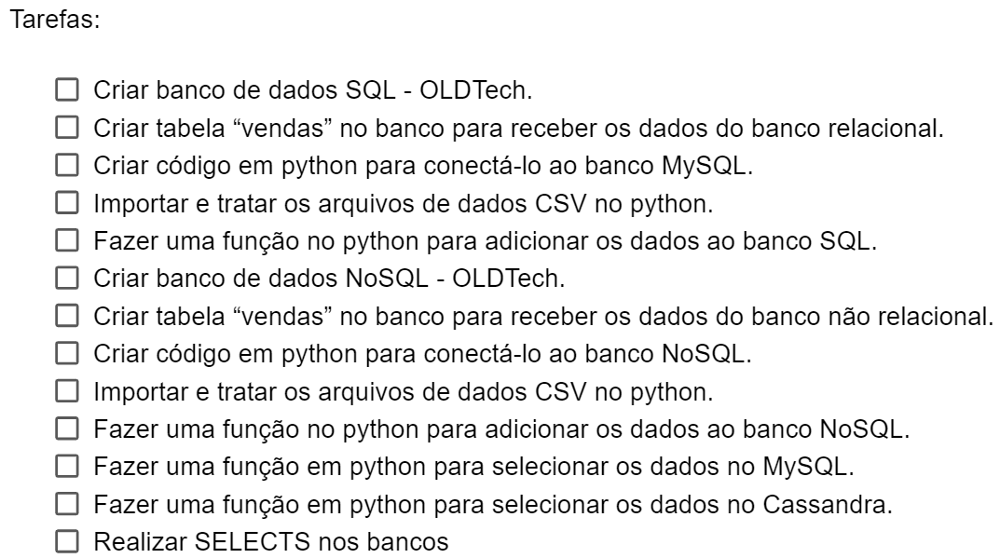 Tarefas:
Criar banco de dados SQL - OLDTech.
Criar tabela “vendas” no banco para receber os dados do banco relacional.
Criar código em python para conectá-lo ao banco MySQL.
Importar e tratar os arquivos de dados CSV no python.
Fazer uma função no python para adicionar os dados ao banco SQL.
Criar banco de dados NoSQL - OLDTech.
Criar tabela “vendas” no banco para receber os dados do banco não relacional.
Criar código em python para conectá-lo ao banco NoSQL.
Importar e tratar os arquivos de dados CSV no python.
Fazer uma função no python para adicionar os dados ao banco NoSQL.
Fazer uma função em python para selecionar os dados no MySQL.
Fazer uma função em python para selecionar os dados no Cassandra.
Realizar SELECTS nos bancos